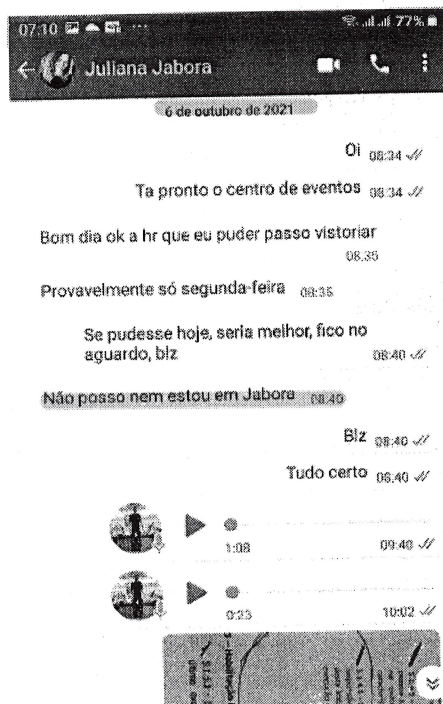 07:10 77%
Juliana Jabora
6 de outubro de 2021
Oi 08:34
Ta pronto o centro de eventos 08:34
Bom dia ok a hr que eu puder passo vistoriar
08:35
Provavelmente só segunda-feira 08:35
Se pudesse hoje, seria melhor, fico no
aguardo, blz 08:40
Não posso nem estou em Jabora 08:40
Blz 08:40
Tudo certo 08:40
1:08 09:40
0:23 10:02